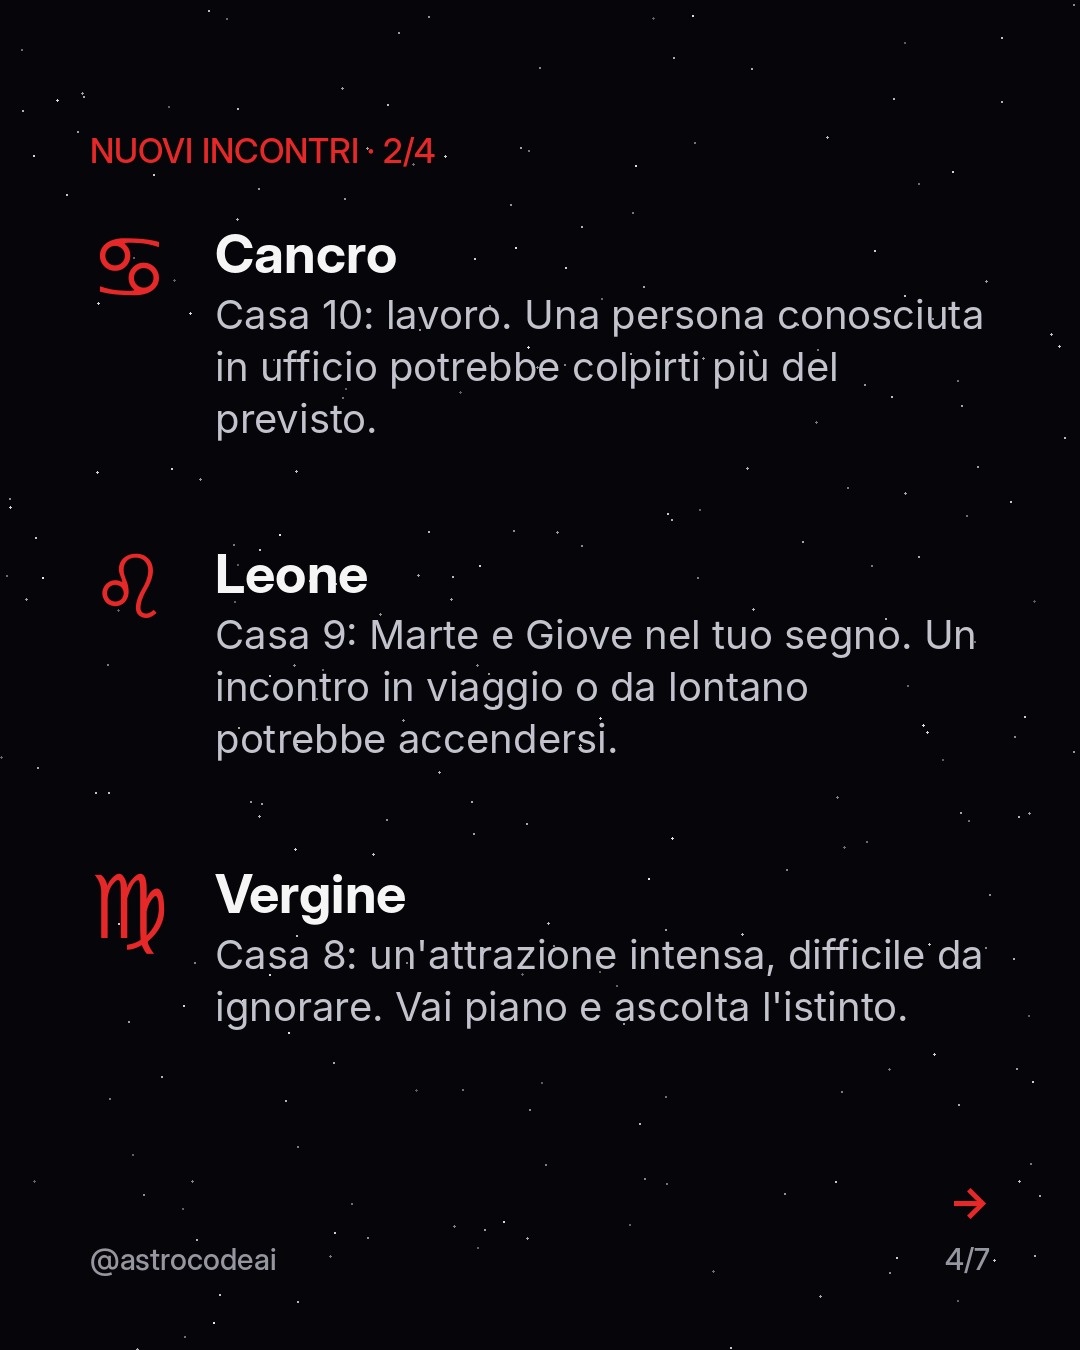 NUOVI INCONTRI · 2/4
♋ Cancro
Casa 10: lavoro. Una persona conosciuta
in ufficio potrebbe colpirti più del
previsto.
♌ Leone
Casa 9: Marte e Giove nel tuo segno. Un
incontro in viaggio o da lontano
potrebbe accendersi.
♍ Vergine
Casa 8: un'attrazione intensa, difficile da
ignorare. Vai piano e ascolta l'istinto.
→
@astrocodeai
4/7